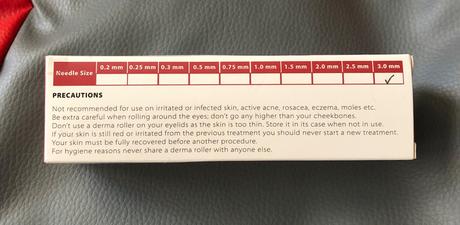 Needle Size 0.2 mm 0.25 mm 0.3 mm 0.5 mm 0.75 mm 1.0 mm 1.5 mm 2.0 mm 2.5 mm 3.0 mm
✓
PRECAUTIONS
Not recommended for use on irritated or infected skin, active acne, rosacea, eczema, moles etc.
Be extra careful when rolling around the eyes; don't go any higher than your cheekbones.
Don't use a derma roller on your eyelids as the skin is too thin. Store it in its case when not in use.
If your skin is still red or irritated from the previous treatment you should never start a new treatment.
Your skin must be fully recovered before another procedure.
For hygiene reasons never share a derma roller with anyone else.